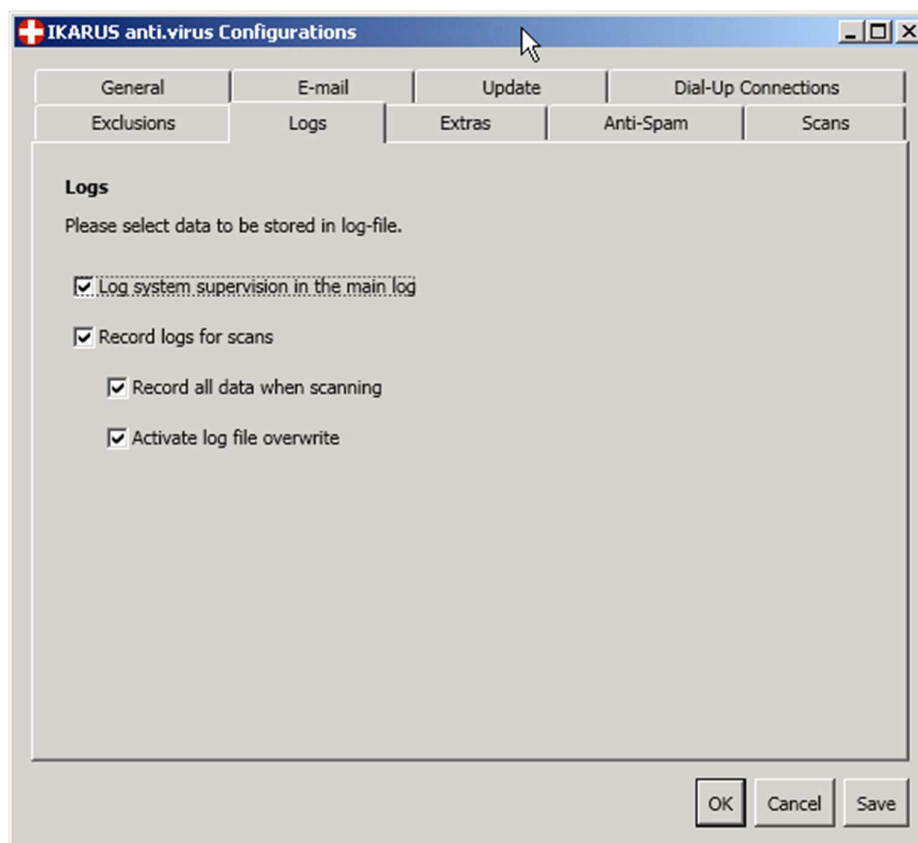 IKARUS anti.virus Configurations
General E-mail Update Dial-Up Connections
Exclusions Logs Extras Anti-Spam Scans
Logs
Please select data to be stored in log-file.
Log system supervision in the main log
Record logs for scans
Record all data when scanning
Activate log file overwrite
OK Cancel Save